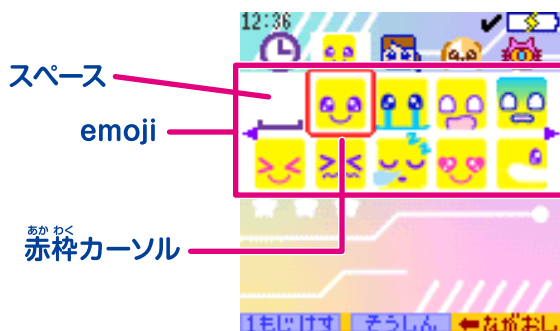 12:36
スペース
emoji
あか わく
赤枠カーソル
1もじけす
そうしん
ながおし